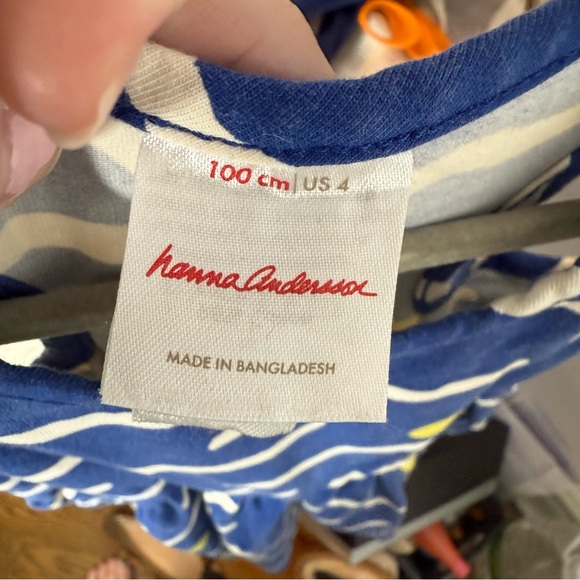 100 cm | US 4
hanna Andersson
MADE IN BANGLADESH